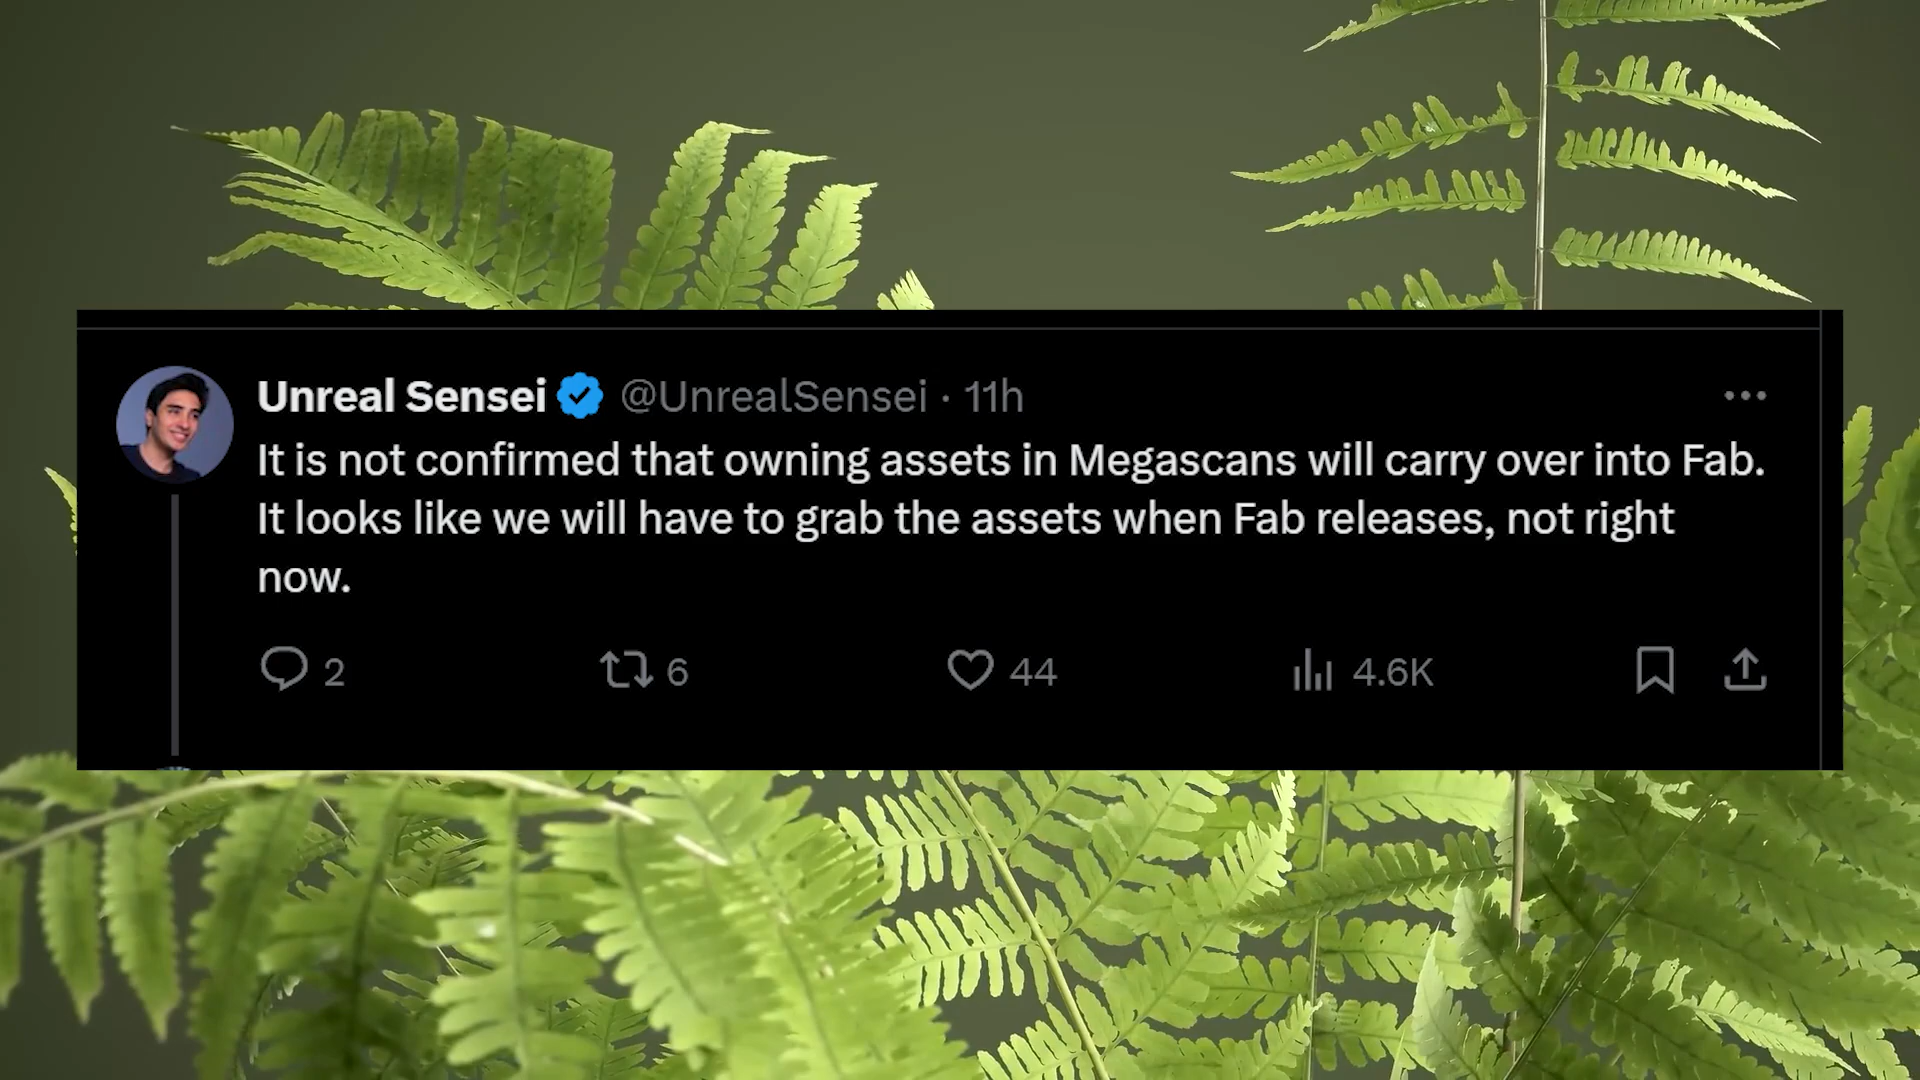 Unreal Sensei @UnrealSensei · 11h
It is not confirmed that owning assets in Megascans will carry over into Fab.
It looks like we will have to grab the assets when Fab releases, not right
now.
2 6 44 4.6K